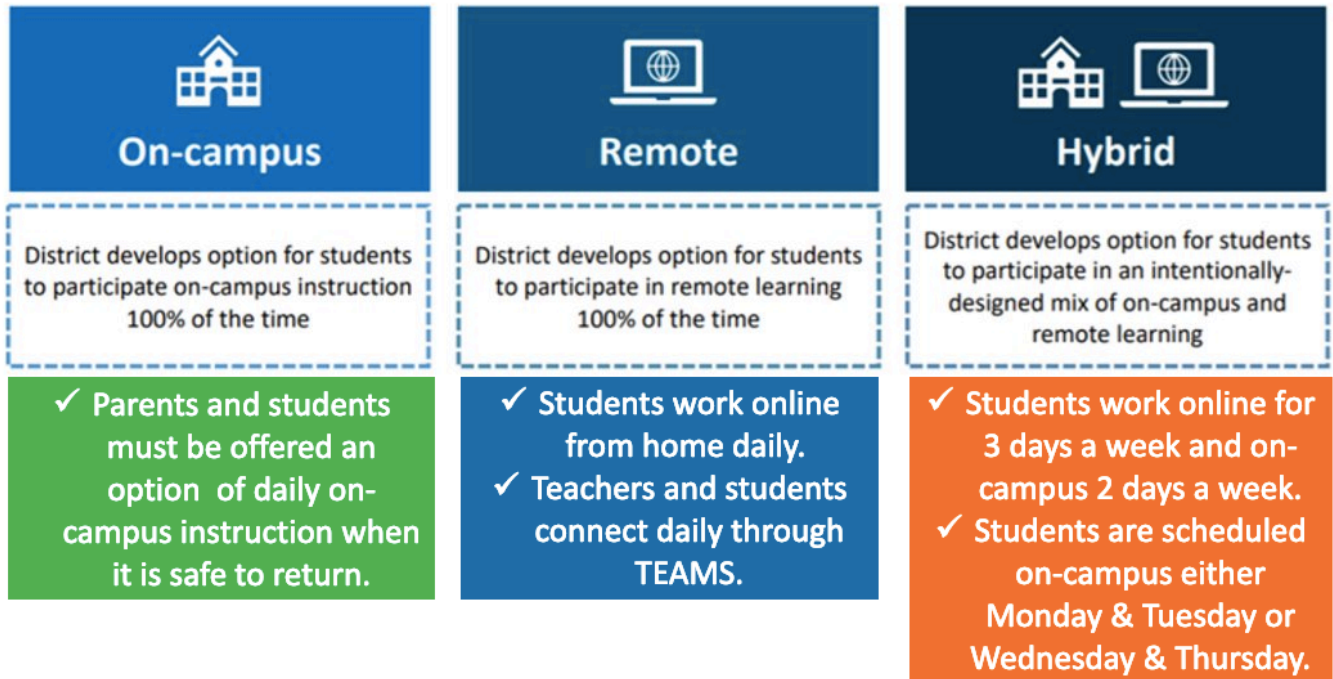 On-campus
District develops option for students
to participate on-campus instruction
100% of the time
✓ Parents and students
must be offered an
option of daily on-
campus instruction when
it is safe to return.
Remote
District develops option for students
to participate in remote learning
100% of the time
✓ Students work online
from home daily.
✓ Teachers and students
connect daily through
TEAMS.
Hybrid
District develops option for students
to participate in an intentionally-
designed mix of on-campus and
remote learning
✓ Students work online for
3 days a week and on-
campus 2 days a week.
✓ Students are scheduled
on-campus either
Monday & Tuesday or
Wednesday & Thursday.